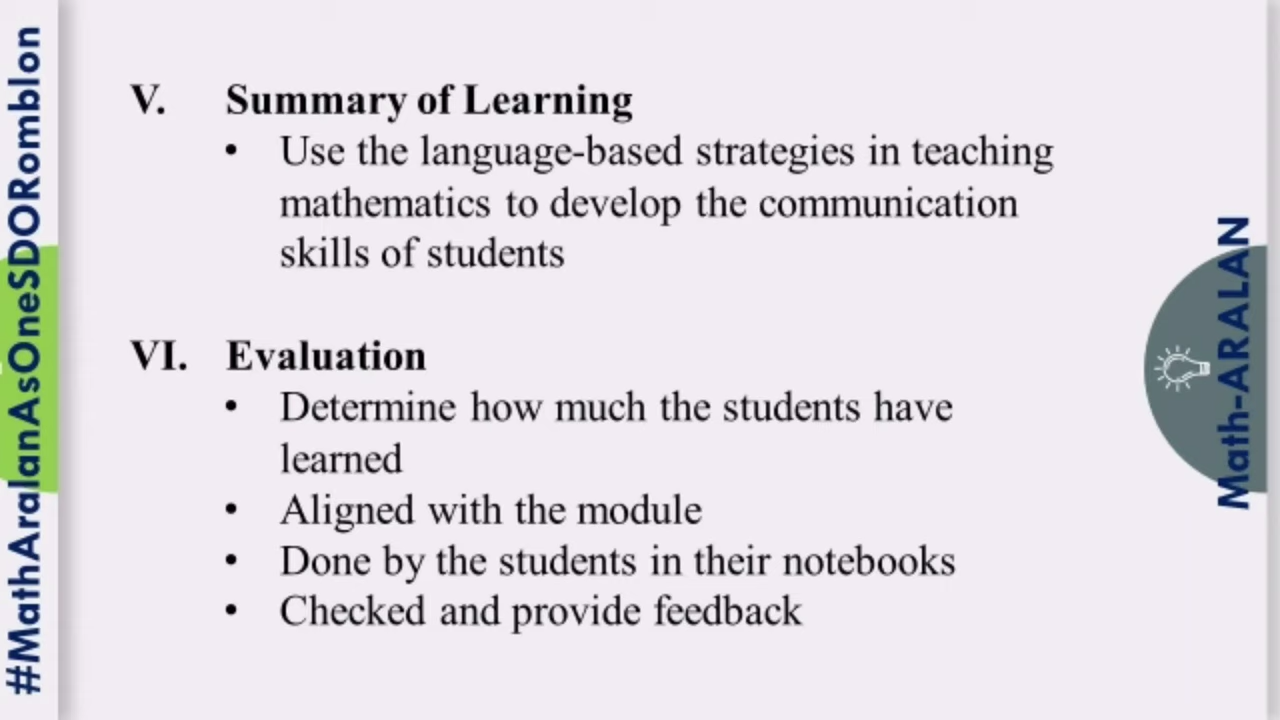 #MathAralanAsOneSDORomblon
V. Summary of Learning
• Use the language-based strategies in teaching
mathematics to develop the communication
skills of students
VI. Evaluation
• Determine how much the students have
learned
• Aligned with the module
• Done by the students in their notebooks
• Checked and provide feedback
Math-ARALAN